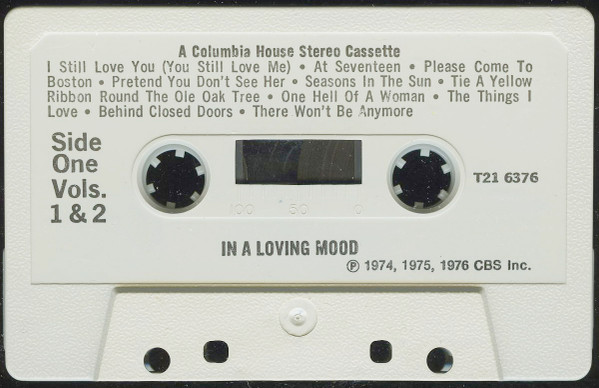 A Columbia House Stereo Cassette
I Still Love You (You Still Love Me) • At Seventeen • Please Come To
Boston • Pretend You Don't See Her • Seasons In The Sun • Tie A Yellow
Ribbon Round The Ole Oak Tree • One Hell Of A Woman • The Things I
Love • Behind Closed Doors • There Won't Be Anymore
Side
One
Vols.
1 & 2
T21 6376
100 50 0
IN A LOVING MOOD
℗ 1974, 1975, 1976 CBS Inc.